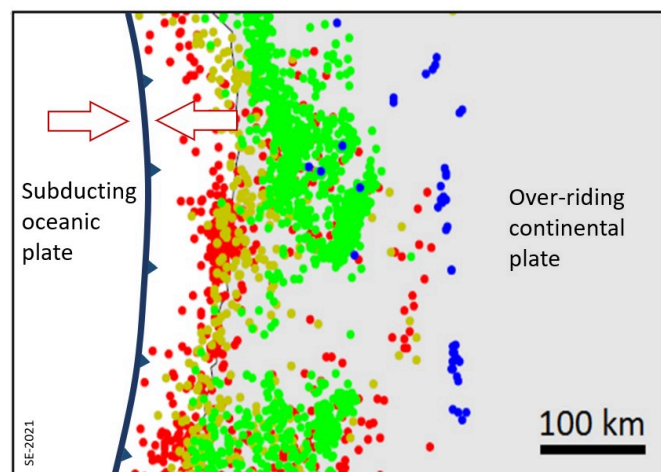 Subducting
oceanic
plate
Over-riding
continental
plate
SE-2021
100 km